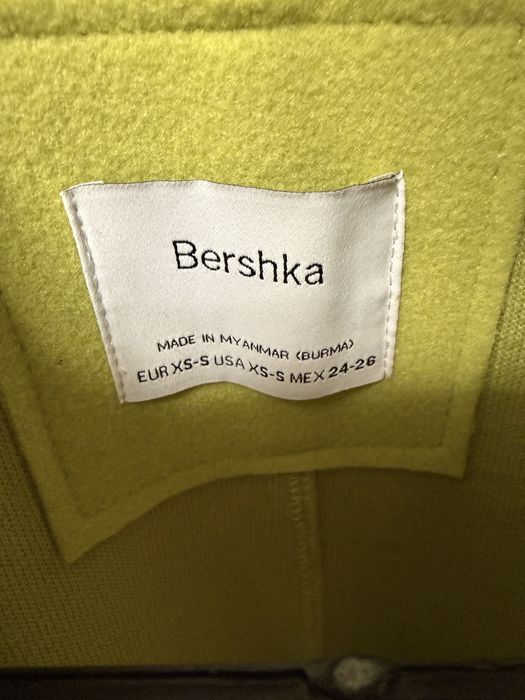 Bershka
MADE IN MYANMAR (BURMA)
EUR XS-S USA XS-S MEX 24-26